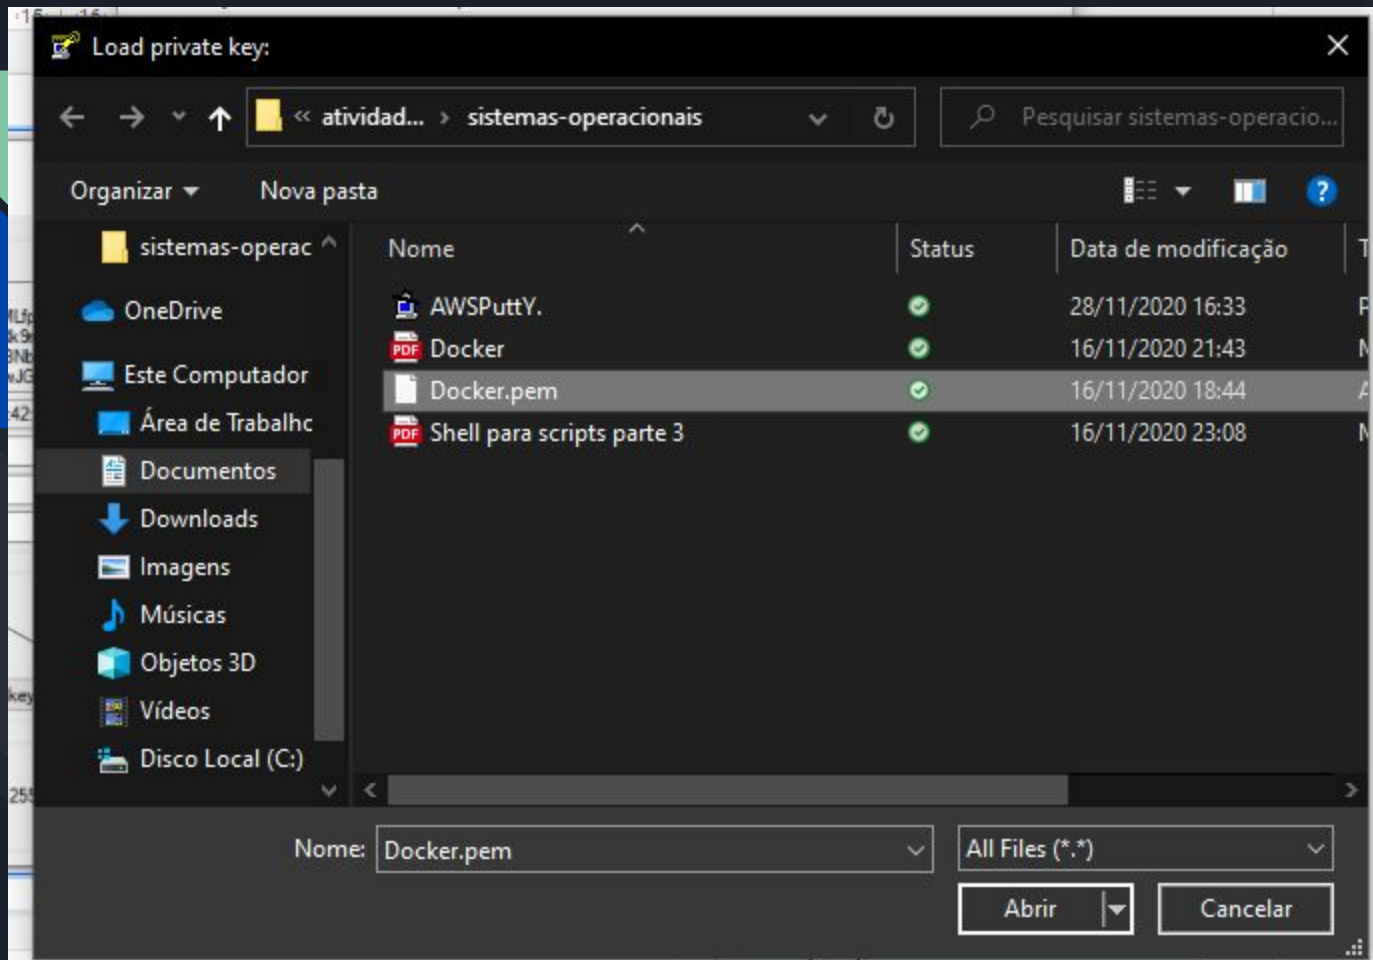 Load private key:
« atividad... › sistemas-operacionais
Pesquisar sistemas-operacio...
Organizar
Nova pasta
Nome
Status
Data de modificação
AWSPuttY.
28/11/2020 16:33
Docker
16/11/2020 21:43
Docker.pem
16/11/2020 18:44
Shell para scripts parte 3
16/11/2020 23:08
sistemas-operac
OneDrive
Este Computador
Área de Trabalhc
Documentos
Downloads
Imagens
Músicas
Objetos 3D
Vídeos
Disco Local (C:)
Nome: Docker.pem
All Files (*.*)
Abrir
Cancelar